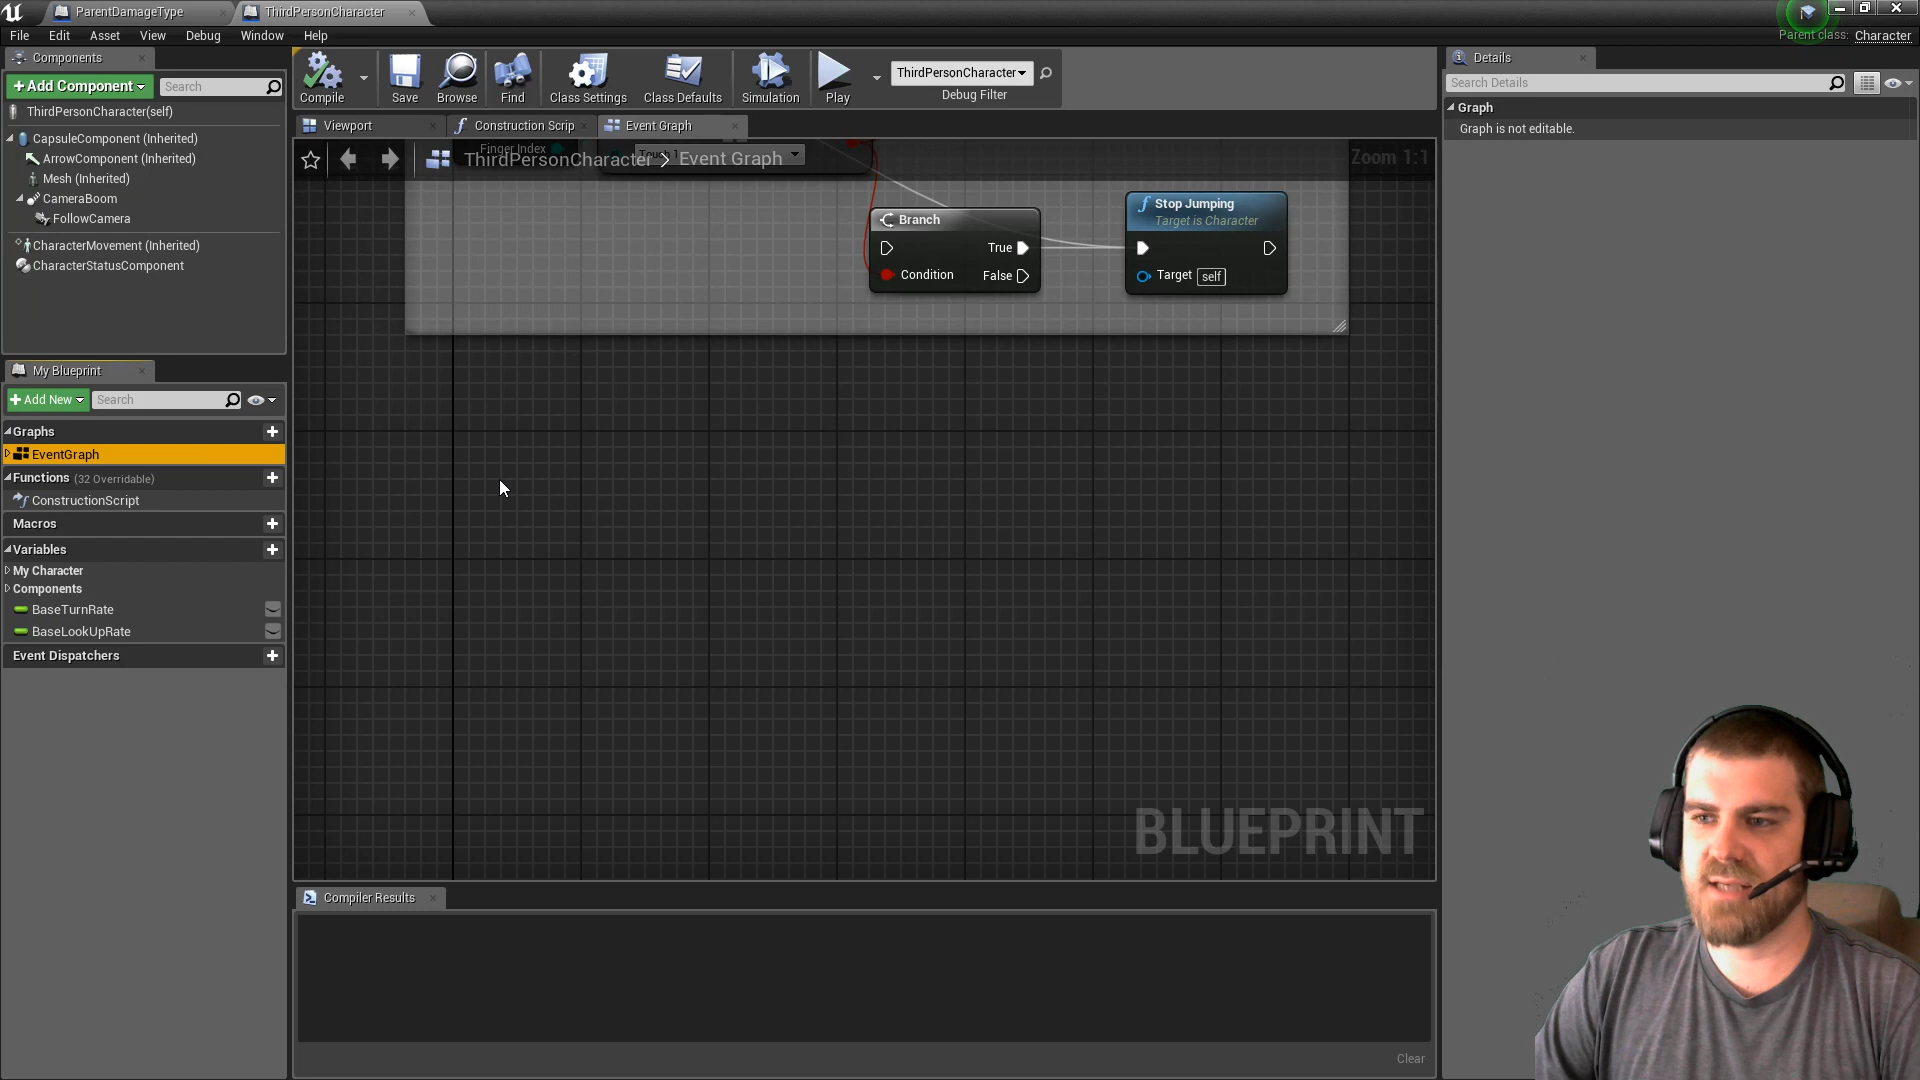 ParentDamageType
ThirdPersonCharacter
File Edit Asset View Debug Window Help
Parent class: Character
Components
+Add Component
Search
ThirdPersonCharacter(self)
CapsuleComponent (Inherited)
ArrowComponent (Inherited)
Mesh (Inherited)
CameraBoom
FollowCamera
CharacterMovement (Inherited)
CharacterStatusComponent
My Blueprint
+Add New
Search
Graphs
EventGraph
Functions (32 Overridable)
ConstructionScript
Macros
Variables
My Character
Components
BaseTurnRate
BaseLookUpRate
Event Dispatchers
Compile
Save
Browse
Find
Class Settings
Class Defaults
Simulation
Play
ThirdPersonCharacter
Debug Filter
Viewport
Construction Scrip
Event Graph
Finger Index
Touch 1
ThirdPersonCharacter > Event Graph
Zoom 1:1
Branch
True
Condition
False
Stop Jumping
Target is Character
Target self
BLUEPRINT
Compiler Results
Clear
Details
Search Details
Graph
Graph is not editable.